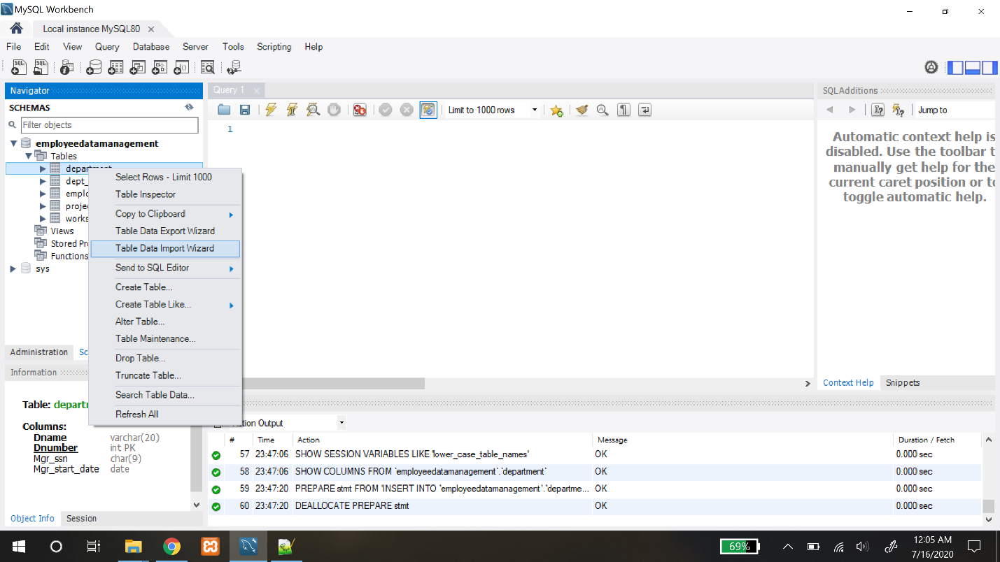 MySQL Workbench
Local instance MySQL80
File Edit View Query Database Server Tools Scripting Help
Navigator
SCHEMAS
Filter objects
employeedatamanagement
Tables
department
dept_
emplo
projec
works
Views
Stored Pr
Functions
sys
Select Rows - Limit 1000
Table Inspector
Copy to Clipboard
Table Data Export Wizard
Table Data Import Wizard
Send to SQL Editor
Create Table...
Create Table Like...
Alter Table...
Table Maintenance...
Drop Table...
Truncate Table...
Search Table Data...
Refresh All
Administration Sc
Information
Table: departm
Columns:
Dname varchar(20)
Dnumber int PK
Mgr_ssn char(9)
Mgr_start_date date
Object Info Session
Query 1
Limit to 1000 rows
1
SQLAdditions
Jump to
Automatic context help is
disabled. Use the toolbar t
manually get help for the
current caret position or to
toggle automatic help.
Context Help Snippets
tion Output
# Time Action Message Duration / Fetch
57 23:47:06 SHOW SESSION VARIABLES LIKE 'lower_case_table_names' OK 0.000 sec
58 23:47:06 SHOW COLUMNS FROM `employeedatamanagement`.`department` OK 0.000 sec
59 23:47:20 PREPARE stmt FROM 'INSERT INTO `employeedatamanagement`.`departme... OK 0.000 sec
60 23:47:20 DEALLOCATE PREPARE stmt OK 0.000 sec
69%
12:05 AM
7/16/2020